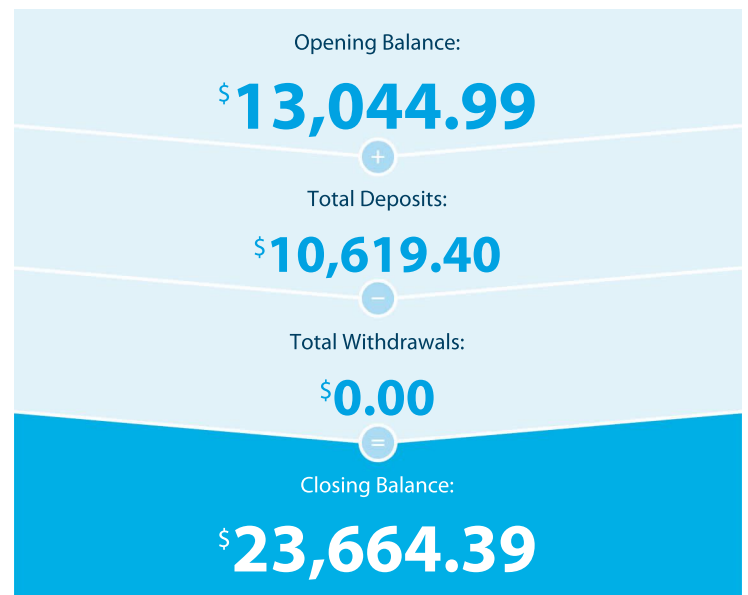 Opening Balance:
$13,044.99
+
Total Deposits:
$10,619.40
−
Total Withdrawals:
$0.00
=
Closing Balance:
$23,664.39